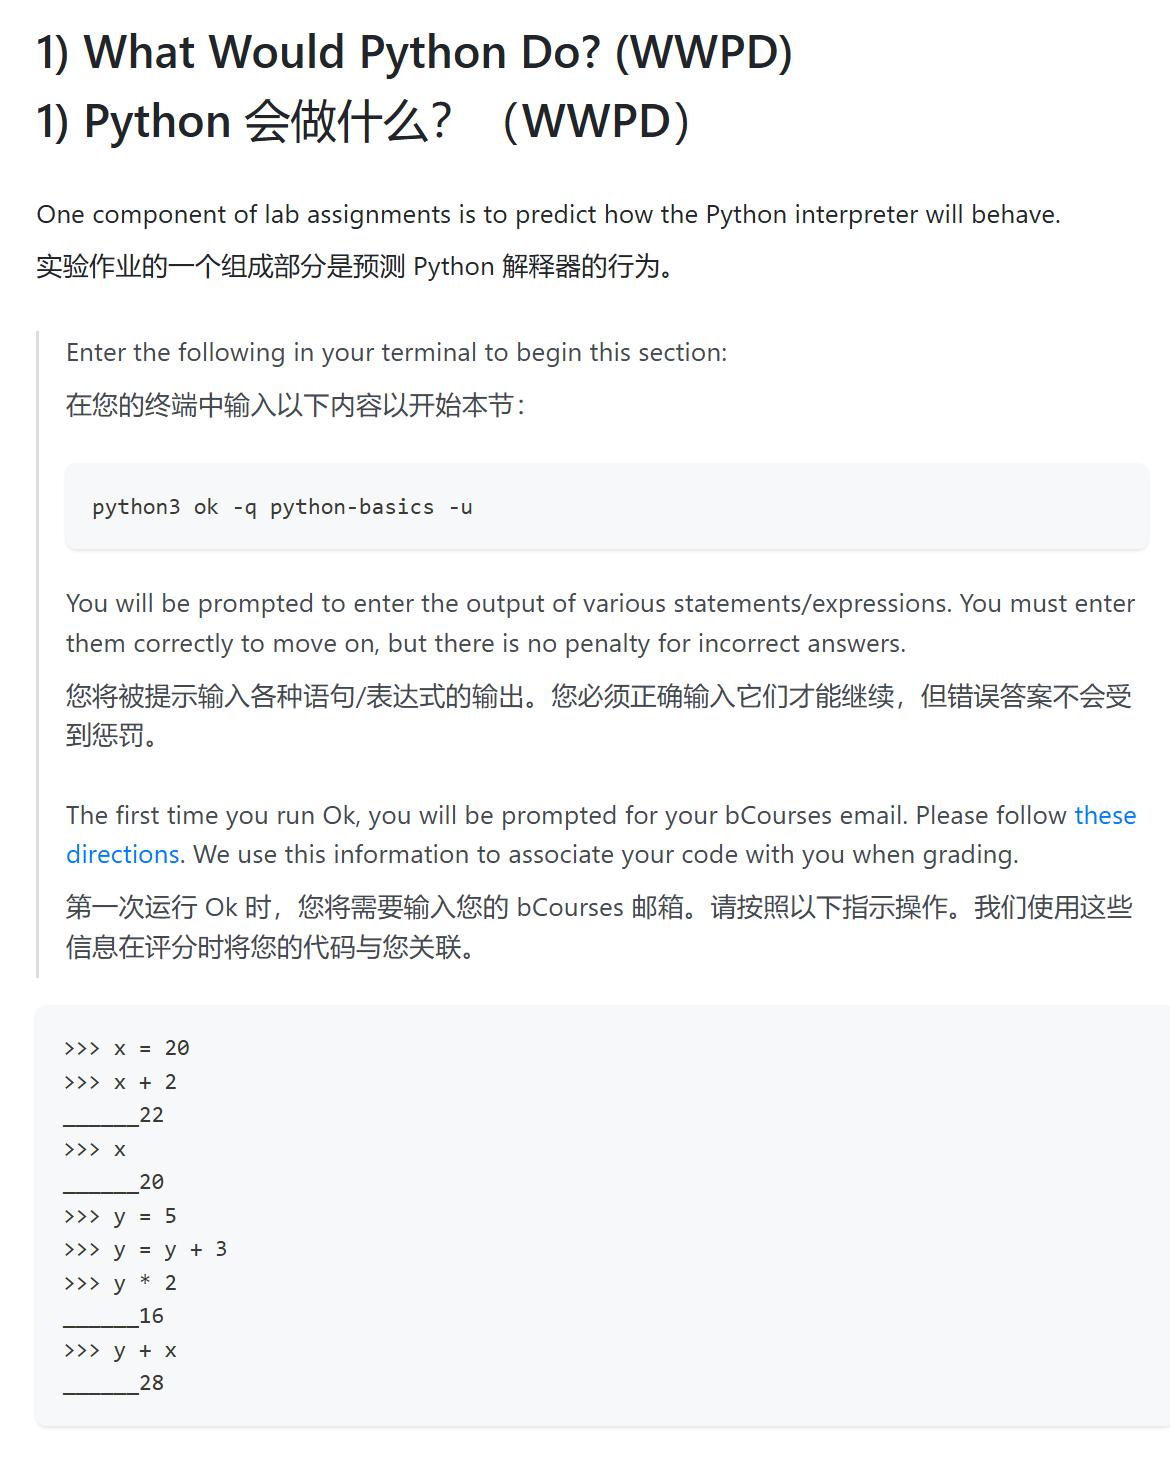 1) What Would Python Do? (WWPD)
1) Python 会做什么？（WWPD）
One component of lab assignments is to predict how the Python interpreter will behave.
实验作业的一个组成部分是预测 Python 解释器的行为。
Enter the following in your terminal to begin this section:
在您的终端中输入以下内容以开始本节：
python3 ok -q python-basics -u
You will be prompted to enter the output of various statements/expressions. You must enter
them correctly to move on, but there is no penalty for incorrect answers.
您将被提示输入各种语句/表达式的输出。您必须正确输入它们才能继续，但错误答案不会受
到惩罚。
The first time you run Ok, you will be prompted for your bCourses email. Please follow these
directions. We use this information to associate your code with you when grading.
第一次运行 Ok 时，您将需要输入您的 bCourses 邮箱。请按照以下指示操作。我们使用这些
信息在评分时将您的代码与您关联。
>>> x = 20
>>> x + 2
______22
>>> x
______20
>>> y = 5
>>> y = y + 3
>>> y * 2
______16
>>> y + x
______28